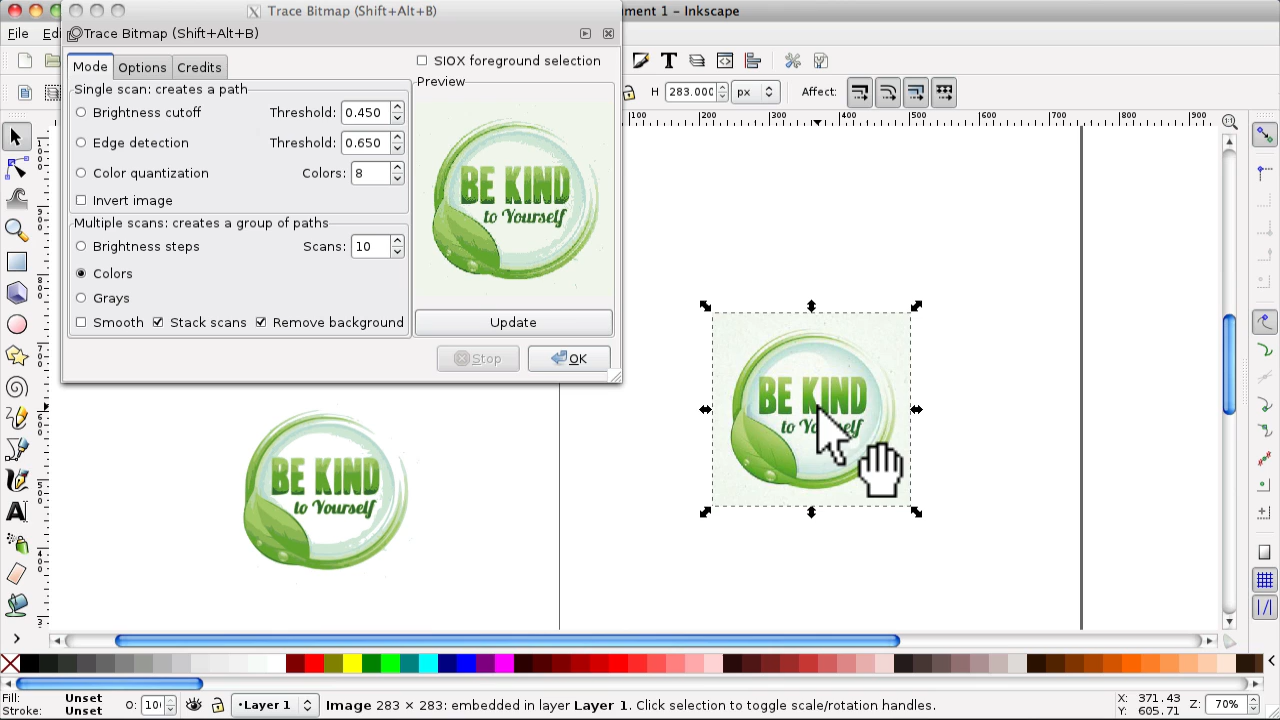 Trace Bitmap (Shift+Alt+B)
ment 1 - Inkscape
File
Trace Bitmap (Shift+Alt+B)
Mode
Options
Credits
SIOX foreground selection
Preview
Single scan: creates a path
Brightness cutoff
Threshold: 0.450
Edge detection
Threshold: 0.650
Color quantization
Colors: 8
Invert image
Multiple scans: creates a group of paths
Brightness steps
Scans: 10
Colors
Grays
Smooth
Stack scans
Remove background
Update
Stop
OK
H 283.000
px
Affect:
100 200 300 400 500 600 700 800 900
BE KIND
to Yourself
BE KIND
to Yourself
BE KIND
to Yourself
Fill: Unset
Stroke: Unset
O: 10
•Layer 1
Image 283 × 283: embedded in layer Layer 1. Click selection to toggle scale/rotation handles.
X: 371.43
Y: 605.71
Z: 70%